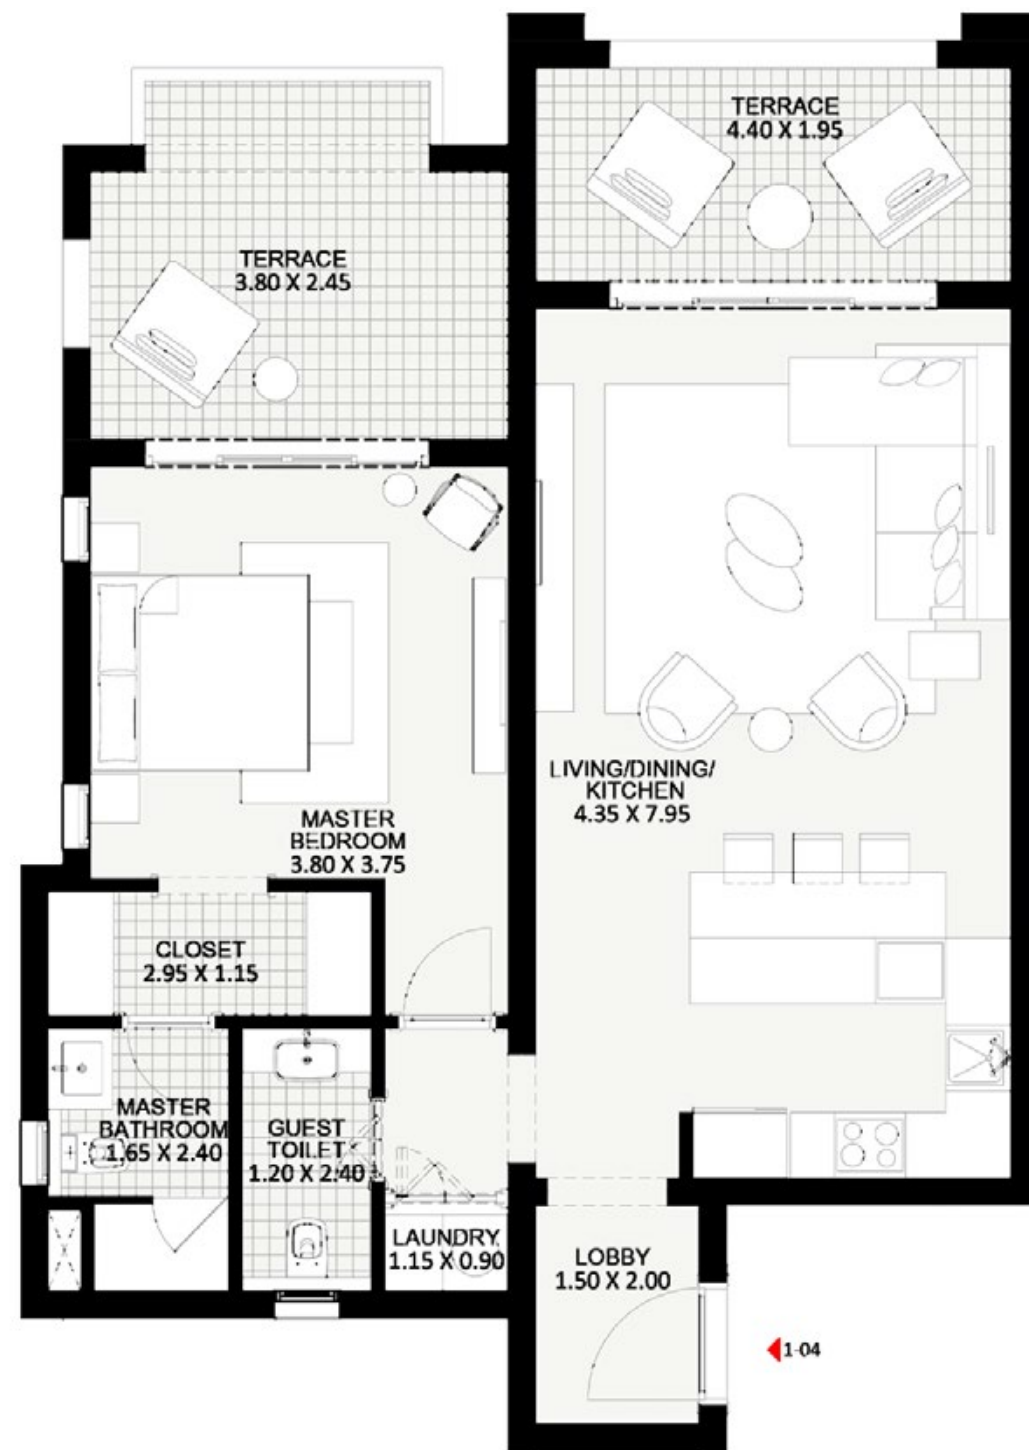 TERRACE
4.40 X 1.95
TERRACE
3.80 X 2.45
LIVING/DINING/
KITCHEN
4.35 X 7.95
MASTER
BEDROOM
3.80 X 3.75
CLOSET
2.95 X 1.15
MASTER
BATHROOM
1.65 X 2.40
GUEST
TOILET
1.20 X 2.40
LAUNDRY
1.15 X 0.90
LOBBY
1.50 X 2.00
1-04